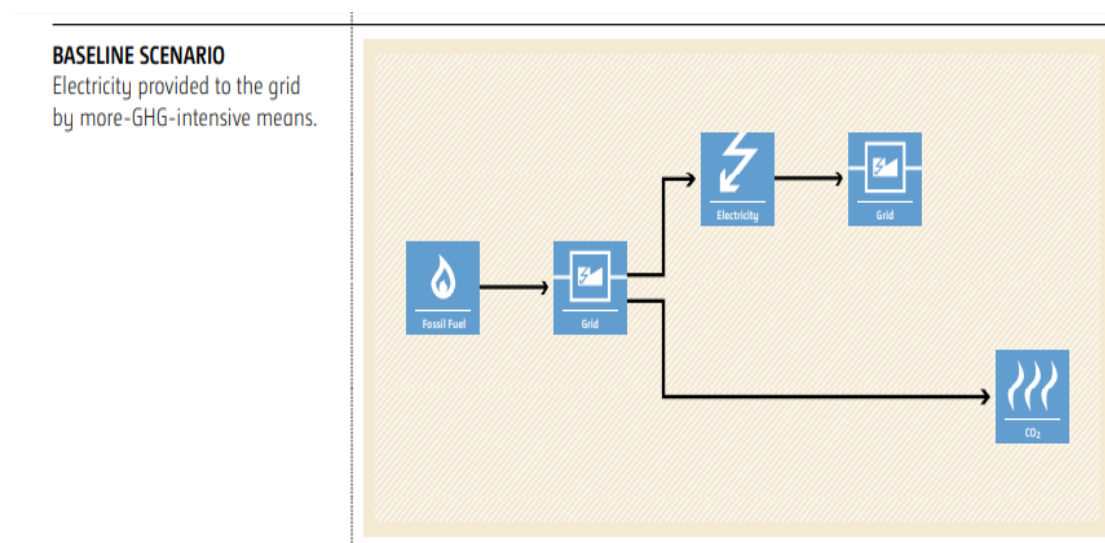 BASELINE SCENARIO
Electricity provided to the grid
by more-GHG-intensive means.
Electricity
Grid
Fossil Fuel
Grid
CO₂